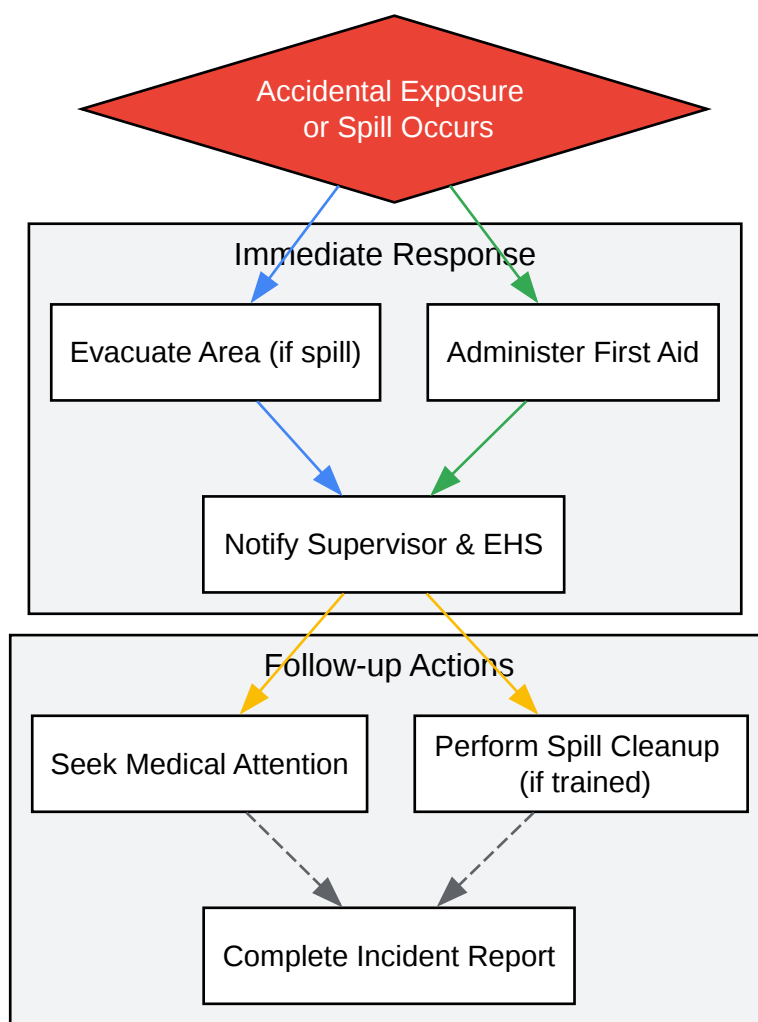 Accidental Exposure
or Spill Occurs
Immediate Response
Evacuate Area (if spill)
Administer First Aid
Notify Supervisor & EHS
Follow-up Actions
Seek Medical Attention
Perform Spill Cleanup
(if trained)
Complete Incident Report